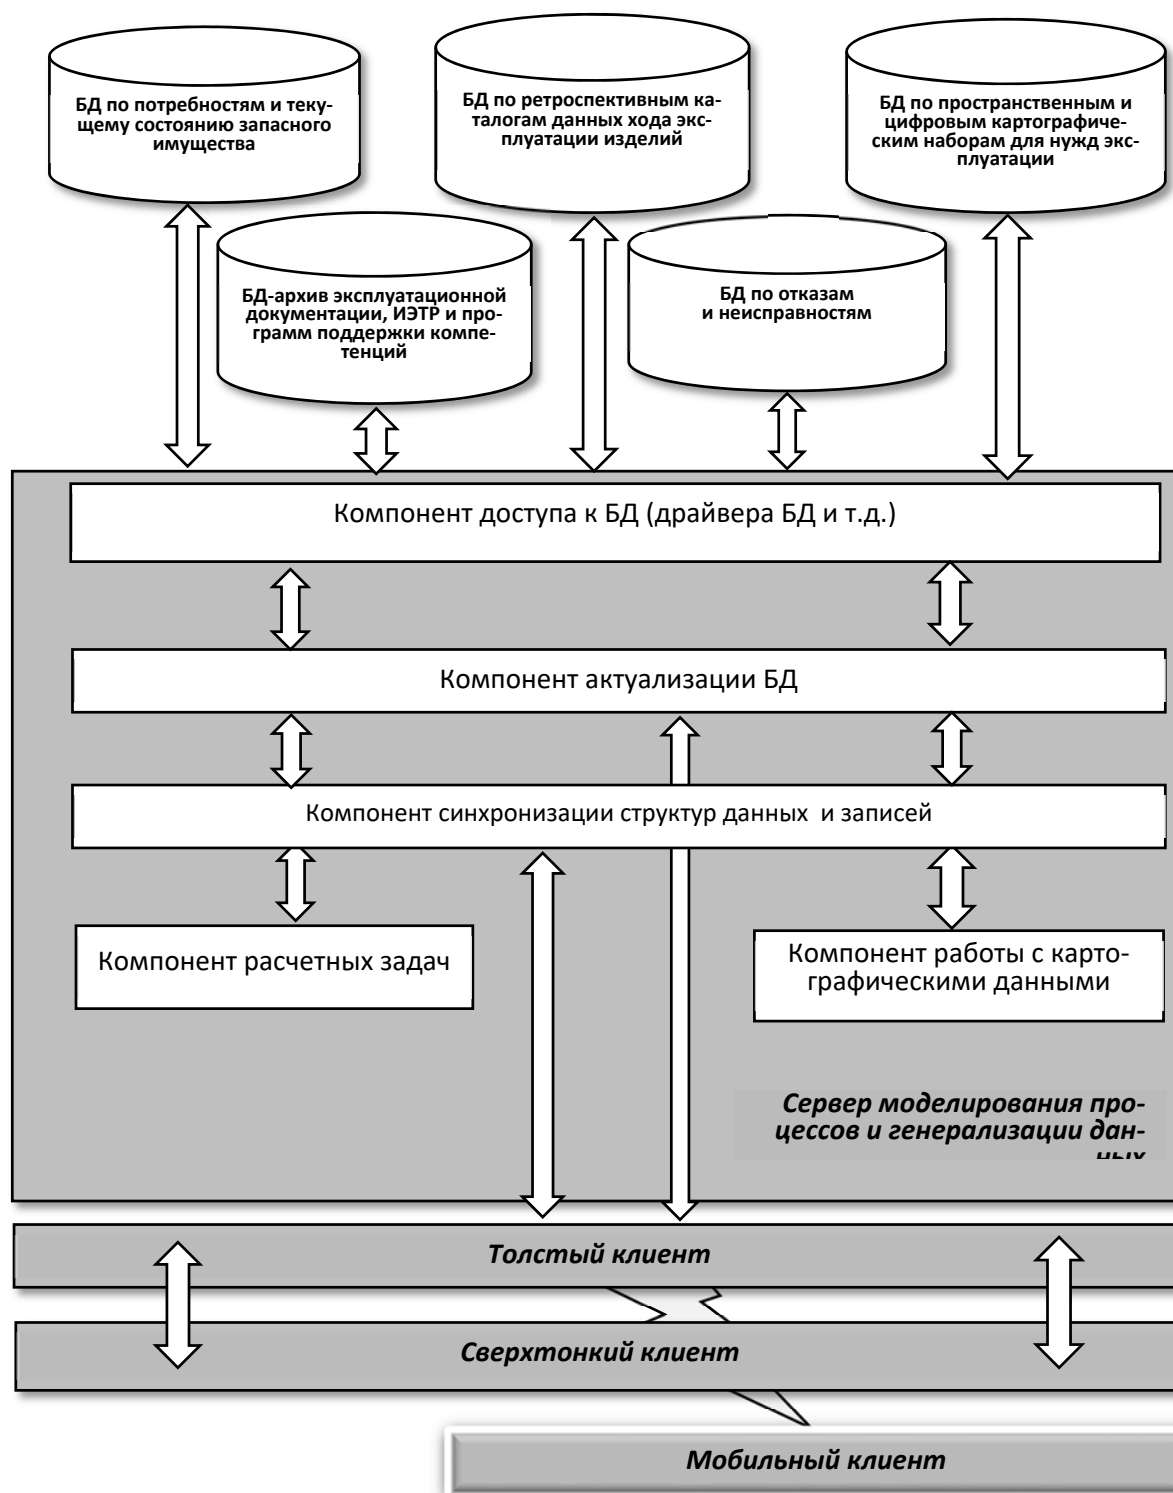 БД по потребностям и теку-
щему состоянию запасного
имущества
БД по ретроспективным ка-
талогам данных хода экс-
плуатации изделий
БД по пространственным и
цифровым картографиче-
ским наборам для нужд экс-
плуатации
БД-архив эксплуатационной
документации, ИЭТР и про-
грамм поддержки компе-
тенций
БД по отказам
и неисправностям
Компонент доступа к БД (драйвера БД и т.д.)
Компонент актуализации БД
Компонент синхронизации структур данных и записей
Компонент расчетных задач
Компонент работы с карто-
графическими данными
Сервер моделирования про-
цессов и генерализации дан-
ных
Толстый клиент
Сверхтонкий клиент
Мобильный клиент